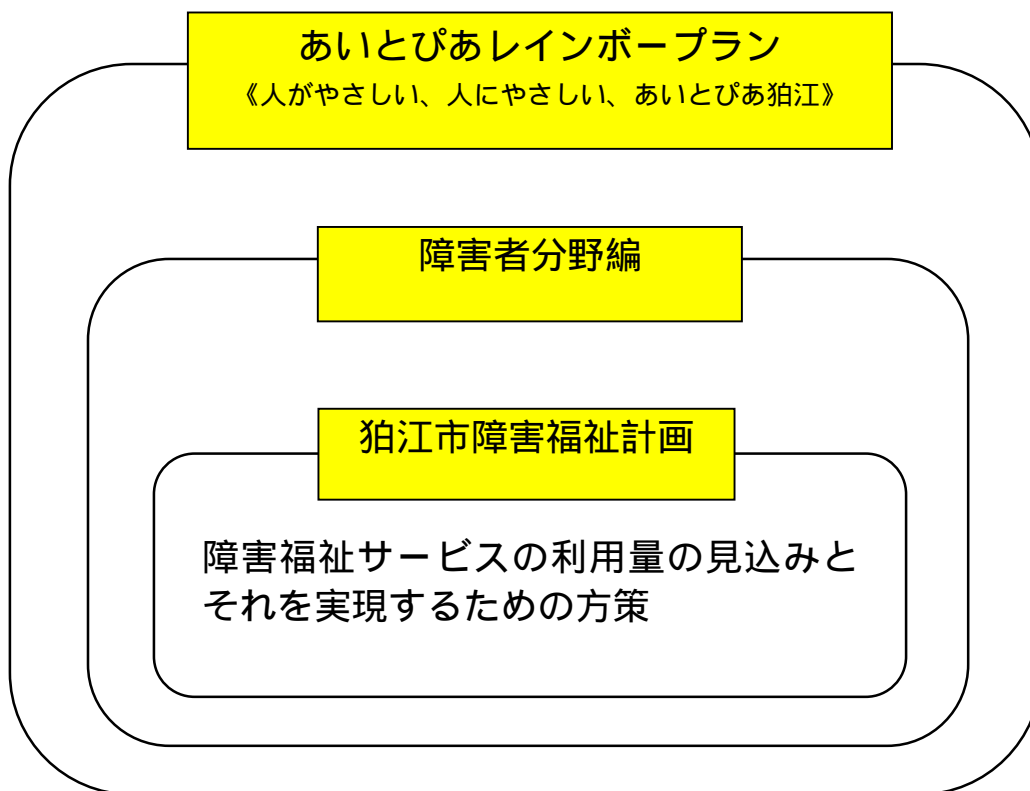 あいとぴあレインボープラン
《人がやさしい、人にやさしい、あいとぴあ狛江》
障害者分野編
狛江市障害福祉計画
障害福祉サービスの利用量の見込みと
それを実現するための方策